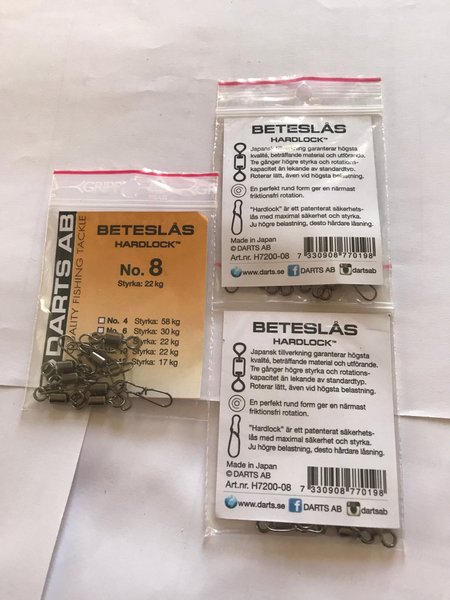 GRIPP
DARTS AB
QUALITY FISHING TACKLE
BETESLÅS
HARDLOCK™
No. 8
Styrka: 22 kg
No. 4 Styrka: 58 kg
No. 6 Styrka: 30 kg
Styrka: 22 kg
Styrka: 22 kg
Styrka: 17 kg
BETESLÅS
HARDLOCK™
Japansk tillverkning garanterar högsta
kvalité, beträffande material och utförande.
Tre gånger högre styrka och rotations-
kapacitet än lekande av standardtyp.
Roterar lätt, även vid högsta belastning.
En perfekt rund form ger en närmast
friktionsfri rotation.
"Hardlock" är ett patenterat säkerhets-
lås med maximal säkerhet och styrka.
Ju högre belastning, desto hårdare låsning.
Made in Japan
© DARTS AB
Art.nr. H7200-08
7 330908 770198
www.darts.se DARTS AB dartsab
BETESLÅS
HARDLOCK™
Japansk tillverkning garanterar högsta
kvalité, beträffande material och utförande.
Tre gånger högre styrka och rotations-
kapacitet än lekande av standardtyp.
Roterar lätt, även vid högsta belastning.
En perfekt rund form ger en närmast
friktionsfri rotation.
"Hardlock" är ett patenterat säkerhets-
lås med maximal säkerhet och styrka.
Ju högre belastning, desto hårdare låsning.
Made in Japan
© DARTS AB
Art.nr. H7200-08
7 330908 770198
www.darts.se DARTS AB dartsab